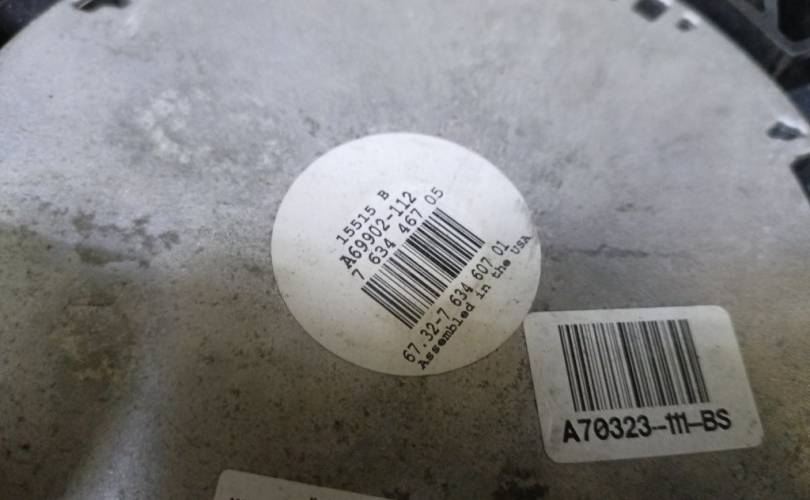 15515 B
A69902-112
7 634 467 05
67.32-7 634 607 01
Assembled in the USA
A70323-111-BS